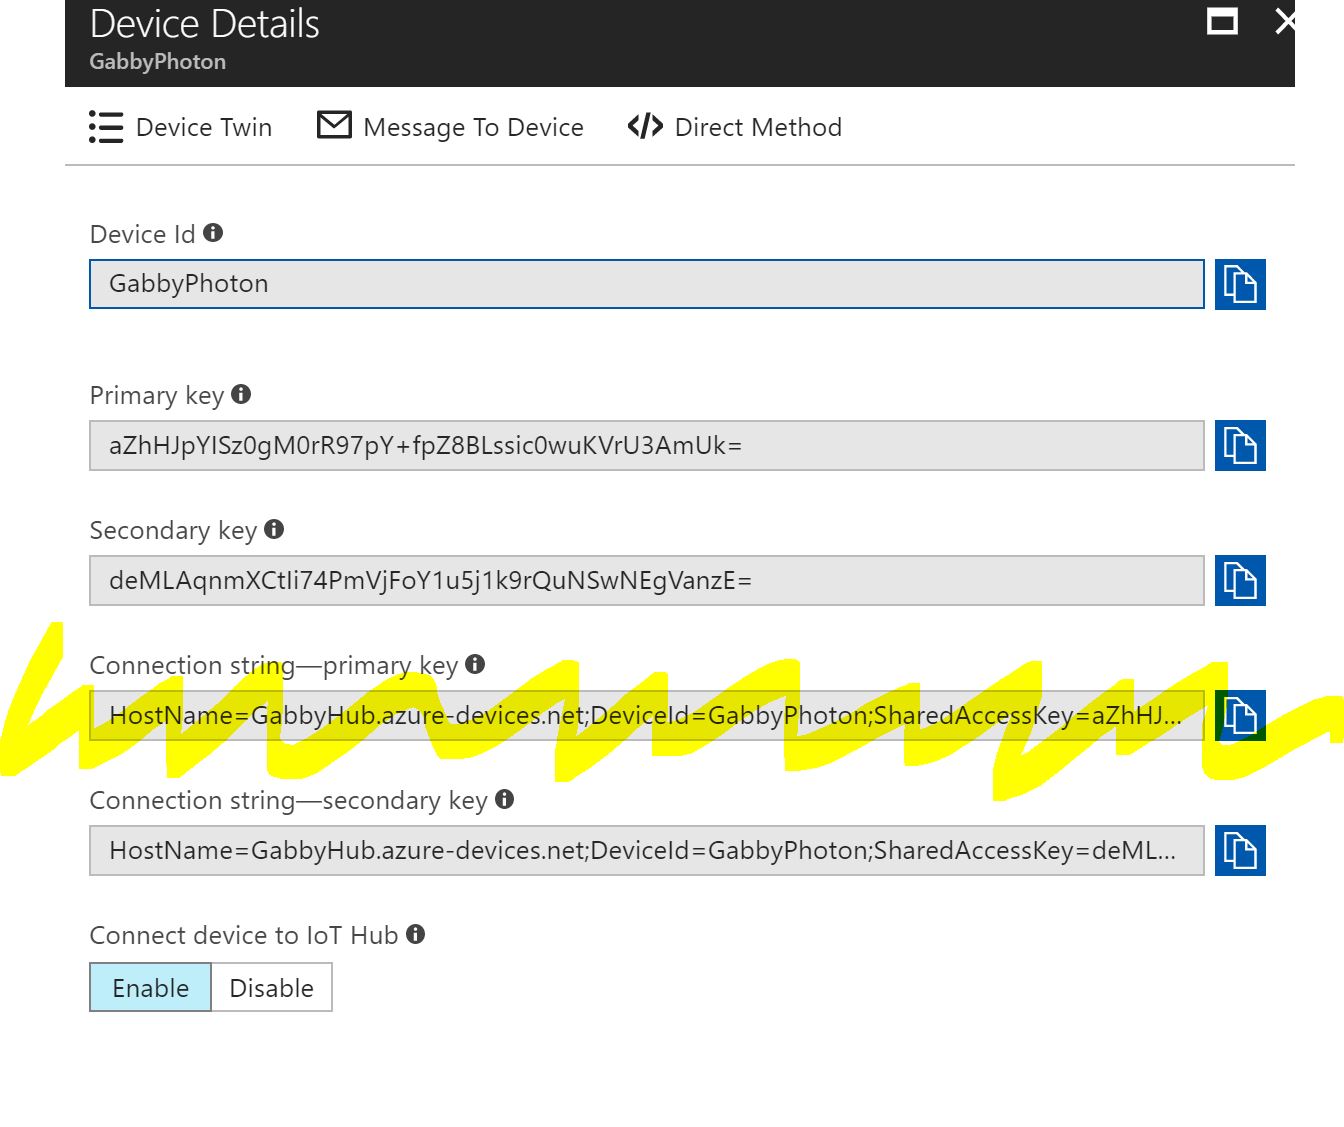 Device Details
GabbyPhoton
Device Twin Message To Device Direct Method
Device Id
GabbyPhoton
Primary key
aZhHJpYISz0gM0rR97pY+fpZ8BLssic0wuKVrU3AmUk=
Secondary key
deMLAqnmXCtIi74PmVjFoY1u5j1k9rQuNSwNEgVanzE=
Connection string—primary key
HostName=GabbyHub.azure-devices.net;DeviceId=GabbyPhoton;SharedAccessKey=aZhHJ...
Connection string—secondary key
HostName=GabbyHub.azure-devices.net;DeviceId=GabbyPhoton;SharedAccessKey=deML...
Connect device to IoT Hub
Enable Disable